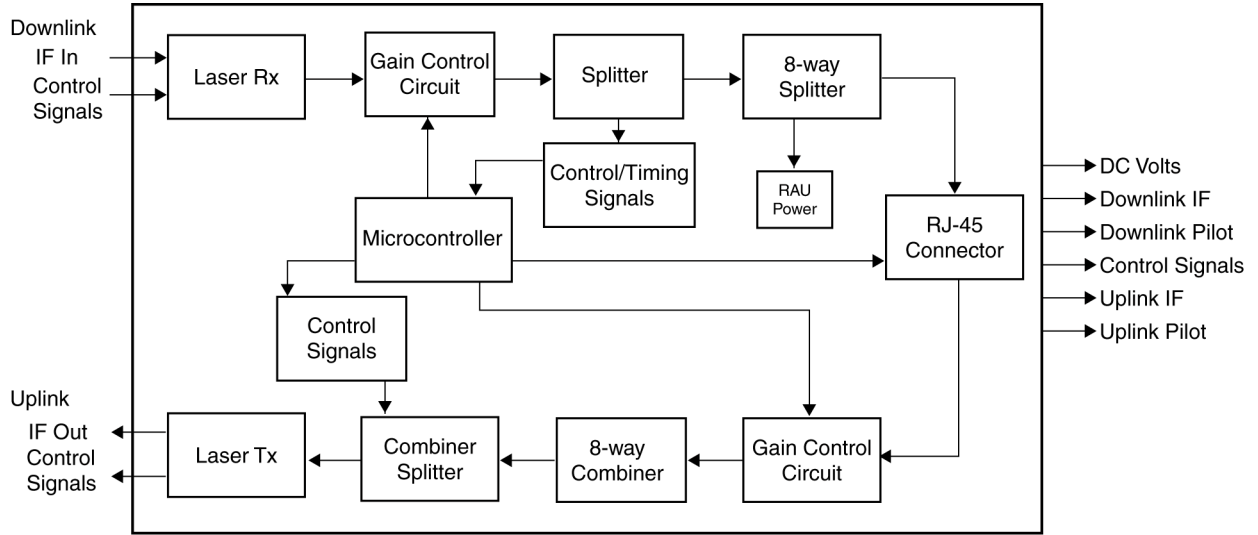 Downlink
IF In
Control
Signals
Laser Rx
Gain Control
Circuit
Splitter
8-way
Splitter
Control/Timing
Signals
RAU
Power
Microcontroller
RJ-45
Connector
DC Volts
Downlink IF
Downlink Pilot
Control Signals
Uplink IF
Uplink Pilot
Control
Signals
Uplink
IF Out
Control
Signals
Laser Tx
Combiner
Splitter
8-way
Combiner
Gain Control
Circuit